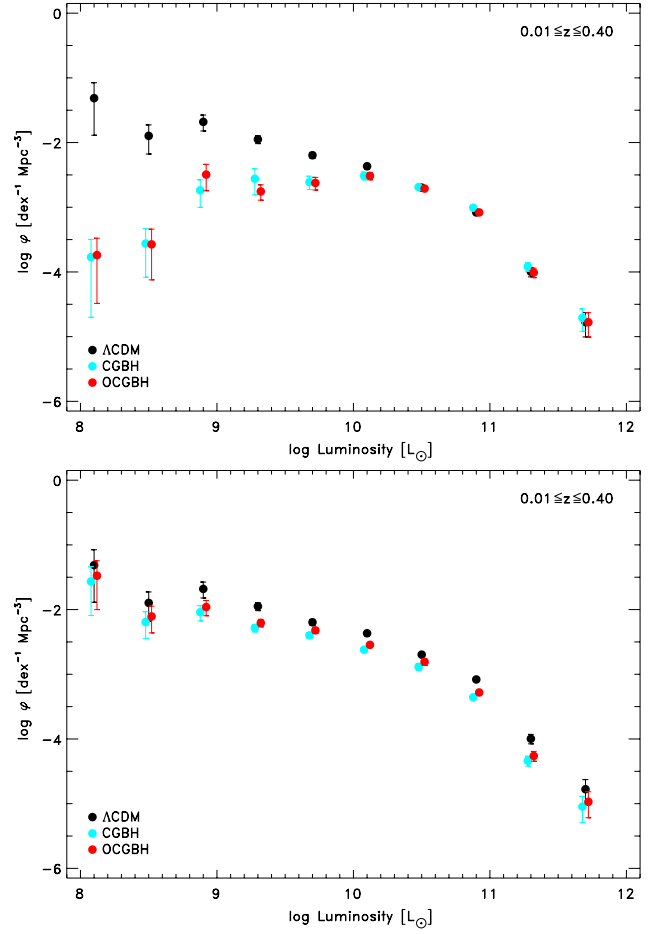 0
0.01≤z≤0.40
-2
-4
-6
log φ [dex⁻¹ Mpc⁻³]
ΛCDM
CGBH
OCGBH
8 9 10 11 12
log Luminosity [L⊙]
0
0.01≤z≤0.40
-2
-4
-6
log φ [dex⁻¹ Mpc⁻³]
ΛCDM
CGBH
OCGBH
8 9 10 11 12
log Luminosity [L⊙]